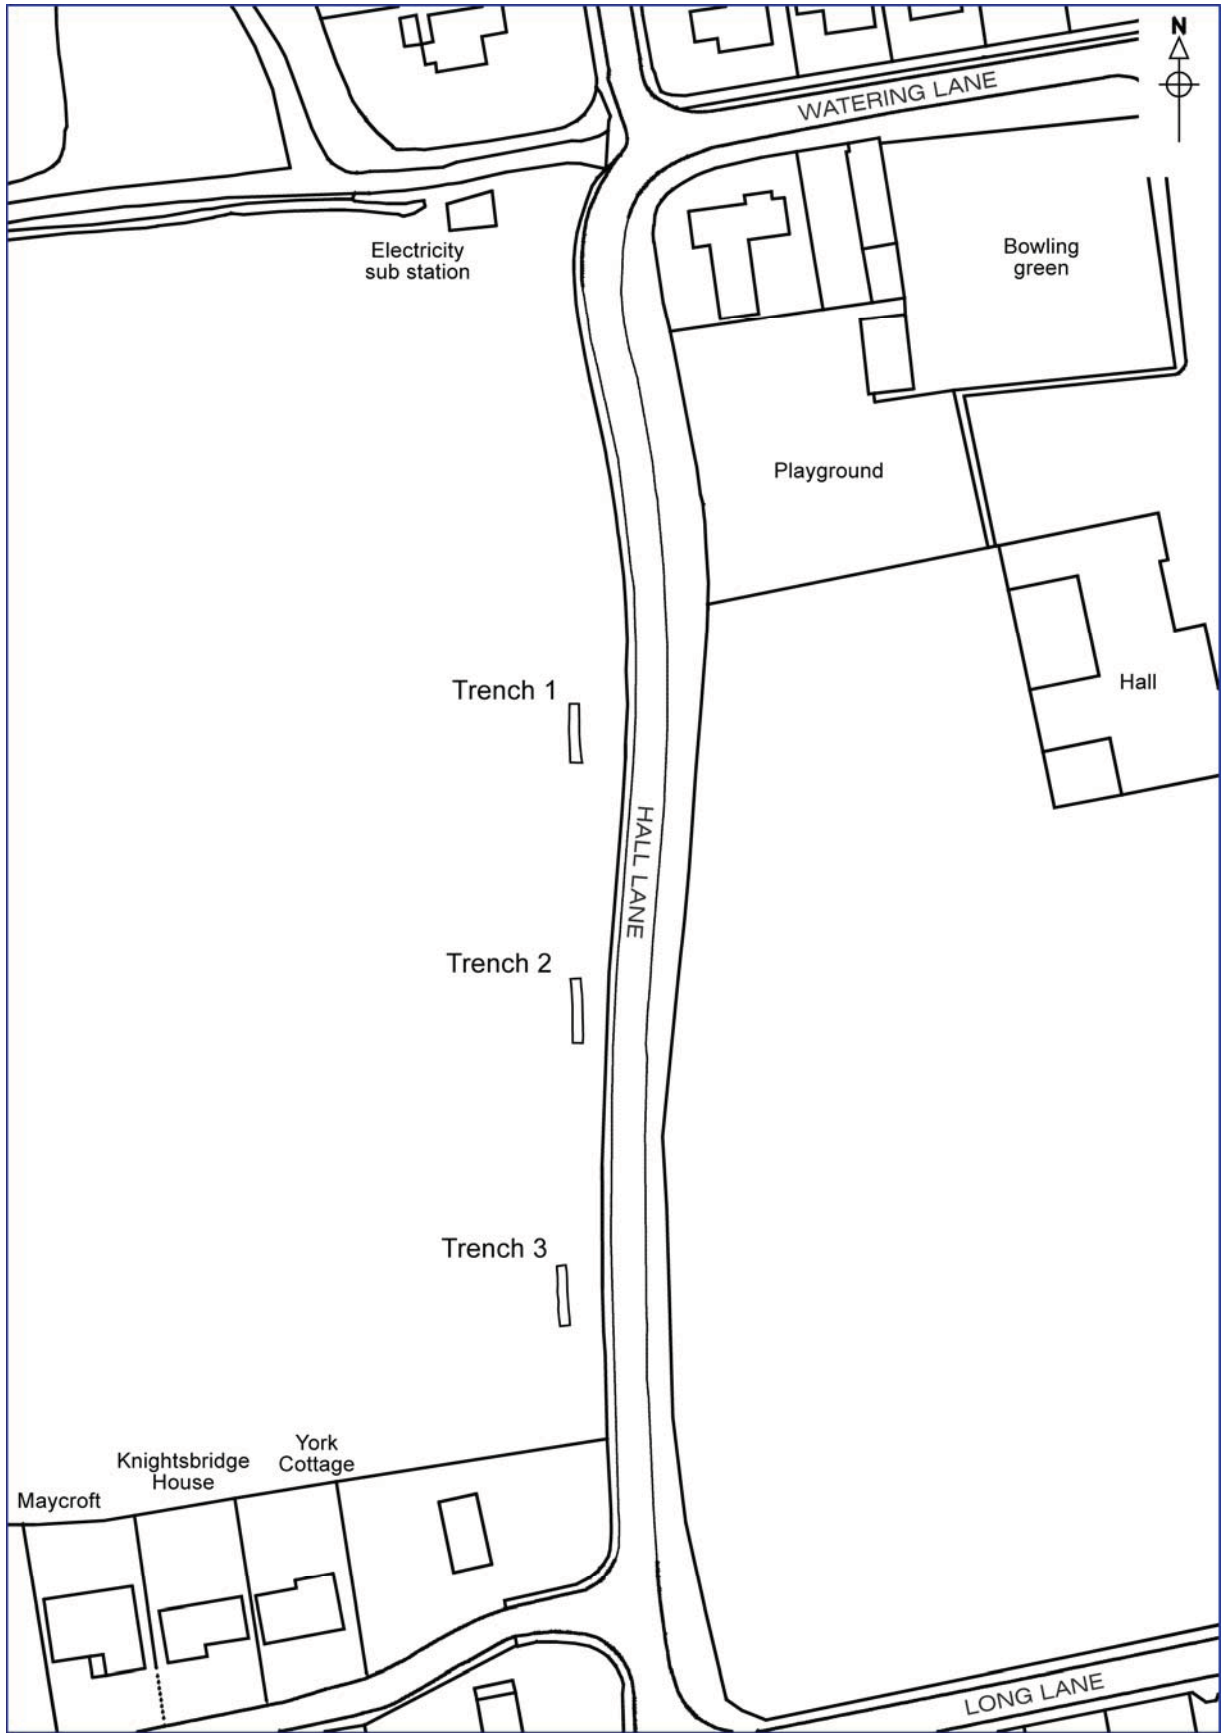 N
WATERING LANE
Electricity
sub station
Bowling
green
Playground
Trench 1
Hall
HALL LANE
Trench 2
Trench 3
York
Cottage
Knightsbridge
House
Maycroft
LONG LANE